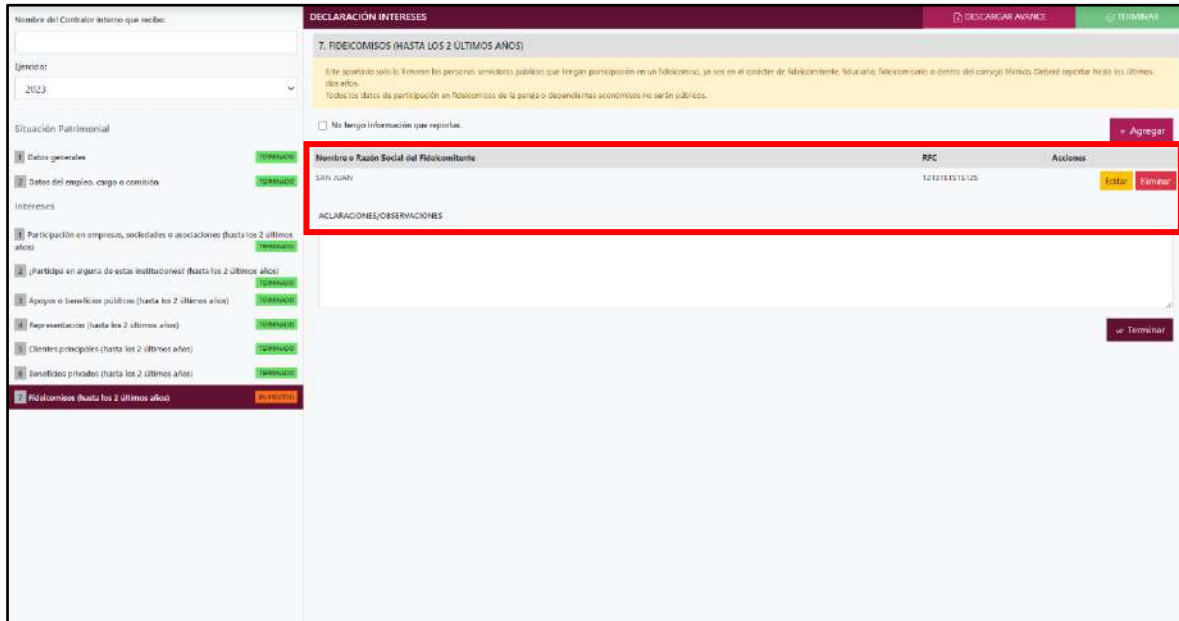 Nombre del Contralor Interno que recibe:
Ejercicio:
2023
Situación Patrimonial
1 Datos generales TERMINADO
2 Datos del empleo, cargo o comisión TERMINADO
Intereses
1 Participación en empresas, sociedades o asociaciones (hasta los 2 últimos
años) TERMINADO
2 ¿Participa en alguna de estas instituciones? (hasta los 2 últimos años)
TERMINADO
3 Apoyos o beneficios públicos (hasta los 2 últimos años) TERMINADO
4 Representación (hasta los 2 últimos años) TERMINADO
5 Clientes principales (hasta los 2 últimos años) TERMINADO
6 Beneficios privados (hasta los 2 últimos años) TERMINADO
7 Fideicomisos (hasta los 2 últimos años) EN PROCESO
DECLARACIÓN INTERESES DESCARGAR AVANCE TERMINAR
7. FIDEICOMISOS (HASTA LOS 2 ÚLTIMOS AÑOS)
Este apartado solo lo llenarán las personas servidoras públicas que tengan participación en un fideicomiso, ya sea en el carácter de fideicomitente, fiduciario, fideicomisario o dentro del consejo técnico. Deberá reportar hasta los últimos
dos años.
Todos los datos de participación en fideicomisos de la pareja o dependientes económicos no serán públicos.
No tengo información que reportar.
+ Agregar
Nombre o Razón Social del Fideicomitente RFC Acciones
SAN JUAN Editar Eliminar
ACLARACIONES/OBSERVACIONES
Terminar